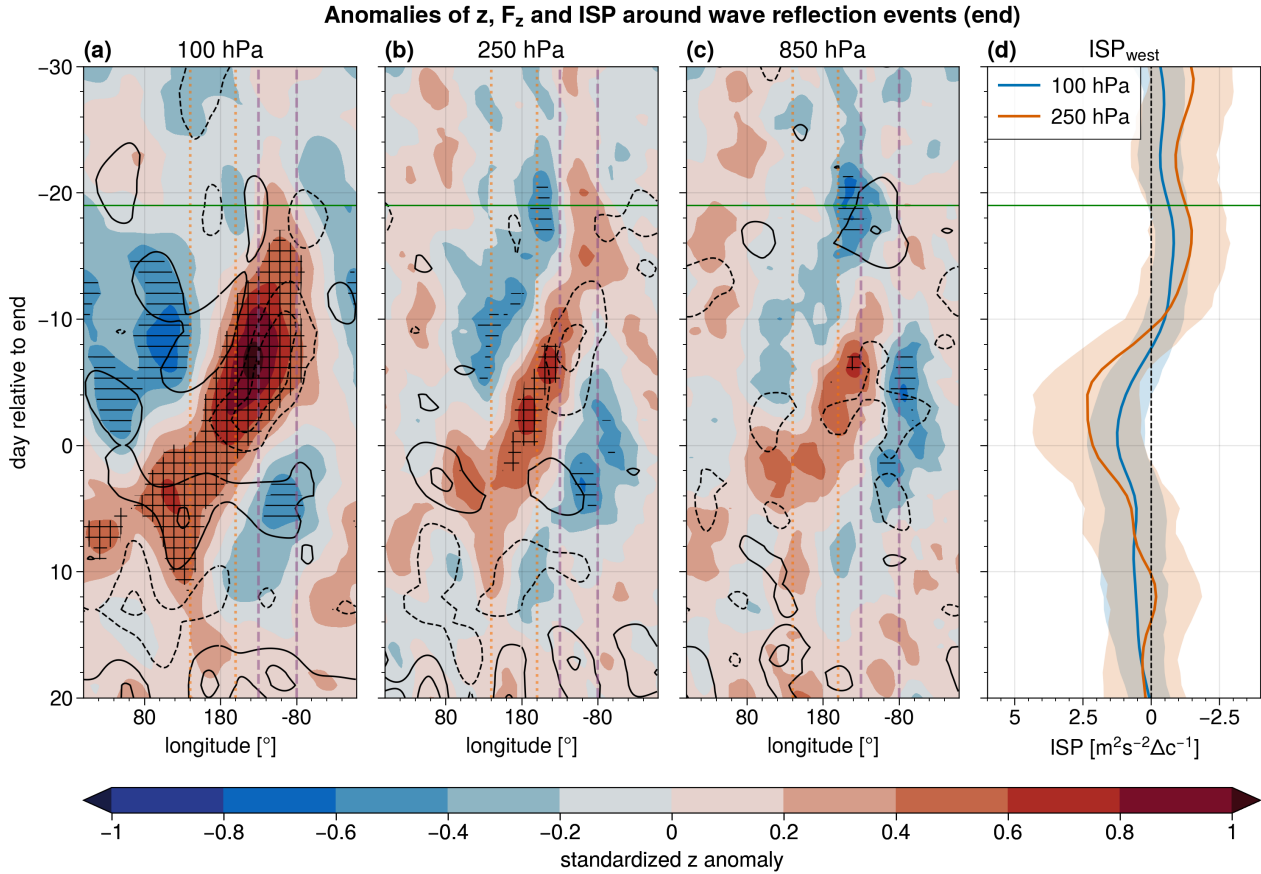 Anomalies of z, F_z and ISP around wave reflection events (end)
(a) 100 hPa
(b) 250 hPa
(c) 850 hPa
(d) ISP_west
100 hPa
250 hPa
day relative to end
−30
−20
−10
0
10
20
80 180 -80
80 180 -80
80 180 -80
5 2.5 0 −2.5
longitude [°]
longitude [°]
longitude [°]
ISP [m²s⁻²Δc⁻¹]
−1 −0.8 −0.6 −0.4 −0.2 0 0.2 0.4 0.6 0.8 1
standardized z anomaly